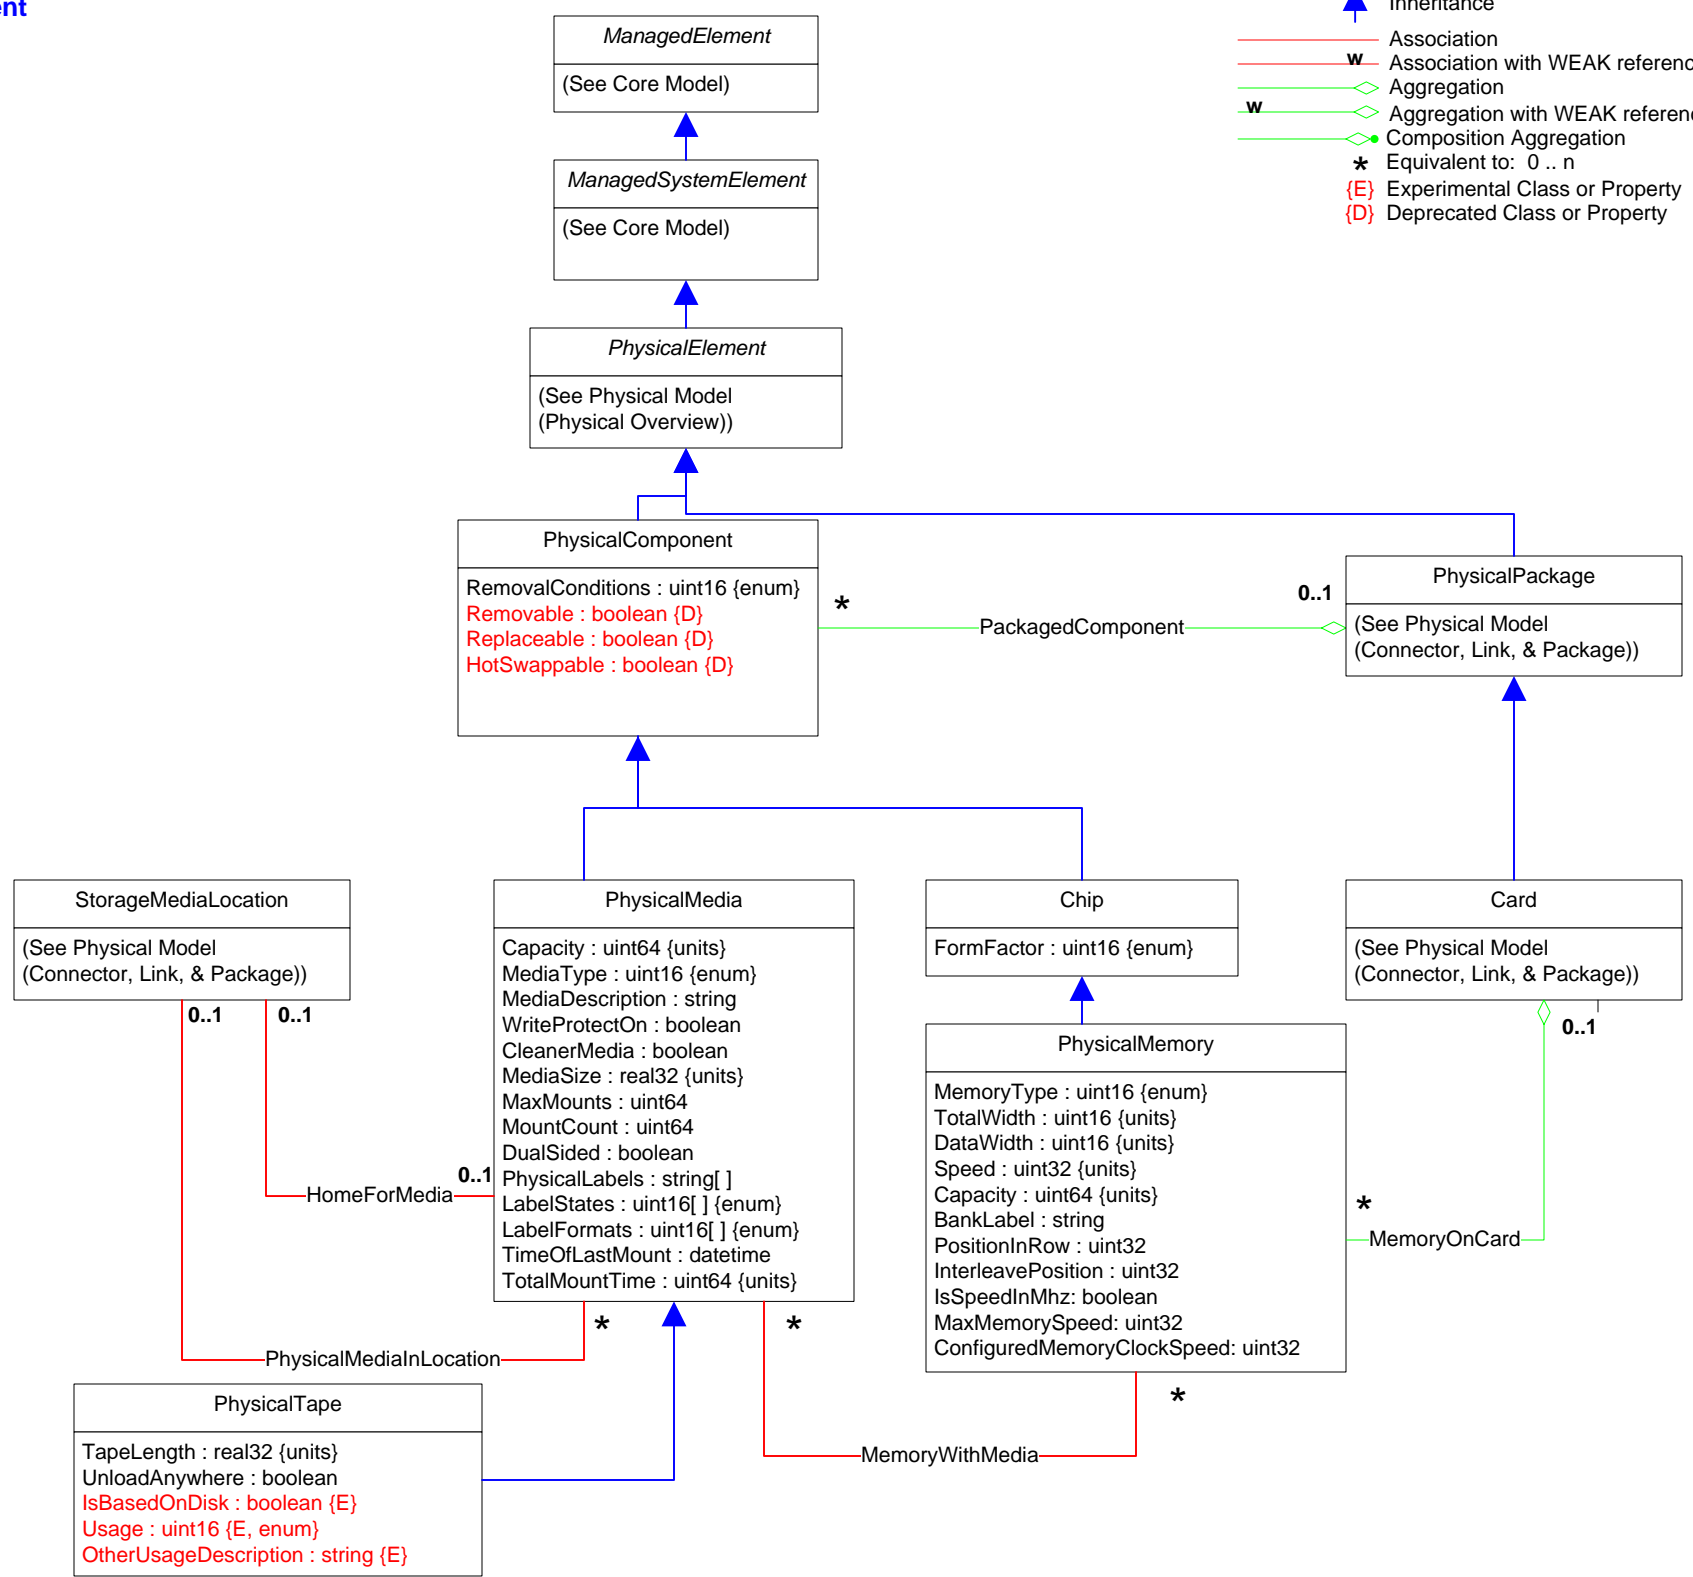 Inheritance
Association
w
Association with WEAK
Aggregation
w
Aggregation with WEAK
Composition Aggregation
* Equivalent to: 0 .. n
{E} Experimental Class or Property
{D} Deprecated Class or Property
ManagedElement
(See Core Model)
ManagedSystemElement
(See Core Model)
PhysicalElement
(See Physical Model
(Physical Overview))
PhysicalComponent
RemovalConditions : uint16 {enum}
Removable : boolean {D}
Replaceable : boolean {D}
HotSwappable : boolean {D}
*
PackagedComponent
0..1
PhysicalPackage
(See Physical Model
(Connector, Link, & Package))
StorageMediaLocation
(See Physical Model
(Connector, Link, & Package))
0..1
0..1
HomeForMedia
0..1
PhysicalMedia
Capacity : uint64 {units}
MediaType : uint16 {enum}
MediaDescription : string
WriteProtectOn : boolean
CleanerMedia : boolean
MediaSize : real32 {units}
MaxMounts : uint64
MountCount : uint64
DualSided : boolean
PhysicalLabels : string[ ]
LabelStates : uint16[ ] {enum}
LabelFormats : uint16[ ] {enum}
TimeOfLastMount : datetime
TotalMountTime : uint64 {units}
*
*
PhysicalMediaInLocation
Chip
FormFactor : uint16 {enum}
PhysicalMemory
MemoryType : uint16 {enum}
TotalWidth : uint16 {units}
DataWidth : uint16 {units}
Speed : uint32 {units}
Capacity : uint64 {units}
BankLabel : string
PositionInRow : uint32
InterleavePosition : uint32
IsSpeedInMhz: boolean
MaxMemorySpeed: uint32
ConfiguredMemoryClockSpeed: uint32
*
Card
(See Physical Model
(Connector, Link, & Package))
0..1
*
MemoryOnCard
MemoryWithMedia
PhysicalTape
TapeLength : real32 {units}
UnloadAnywhere : boolean
IsBasedOnDisk : boolean {E}
Usage : uint16 {E, enum}
OtherUsageDescription : string {E}